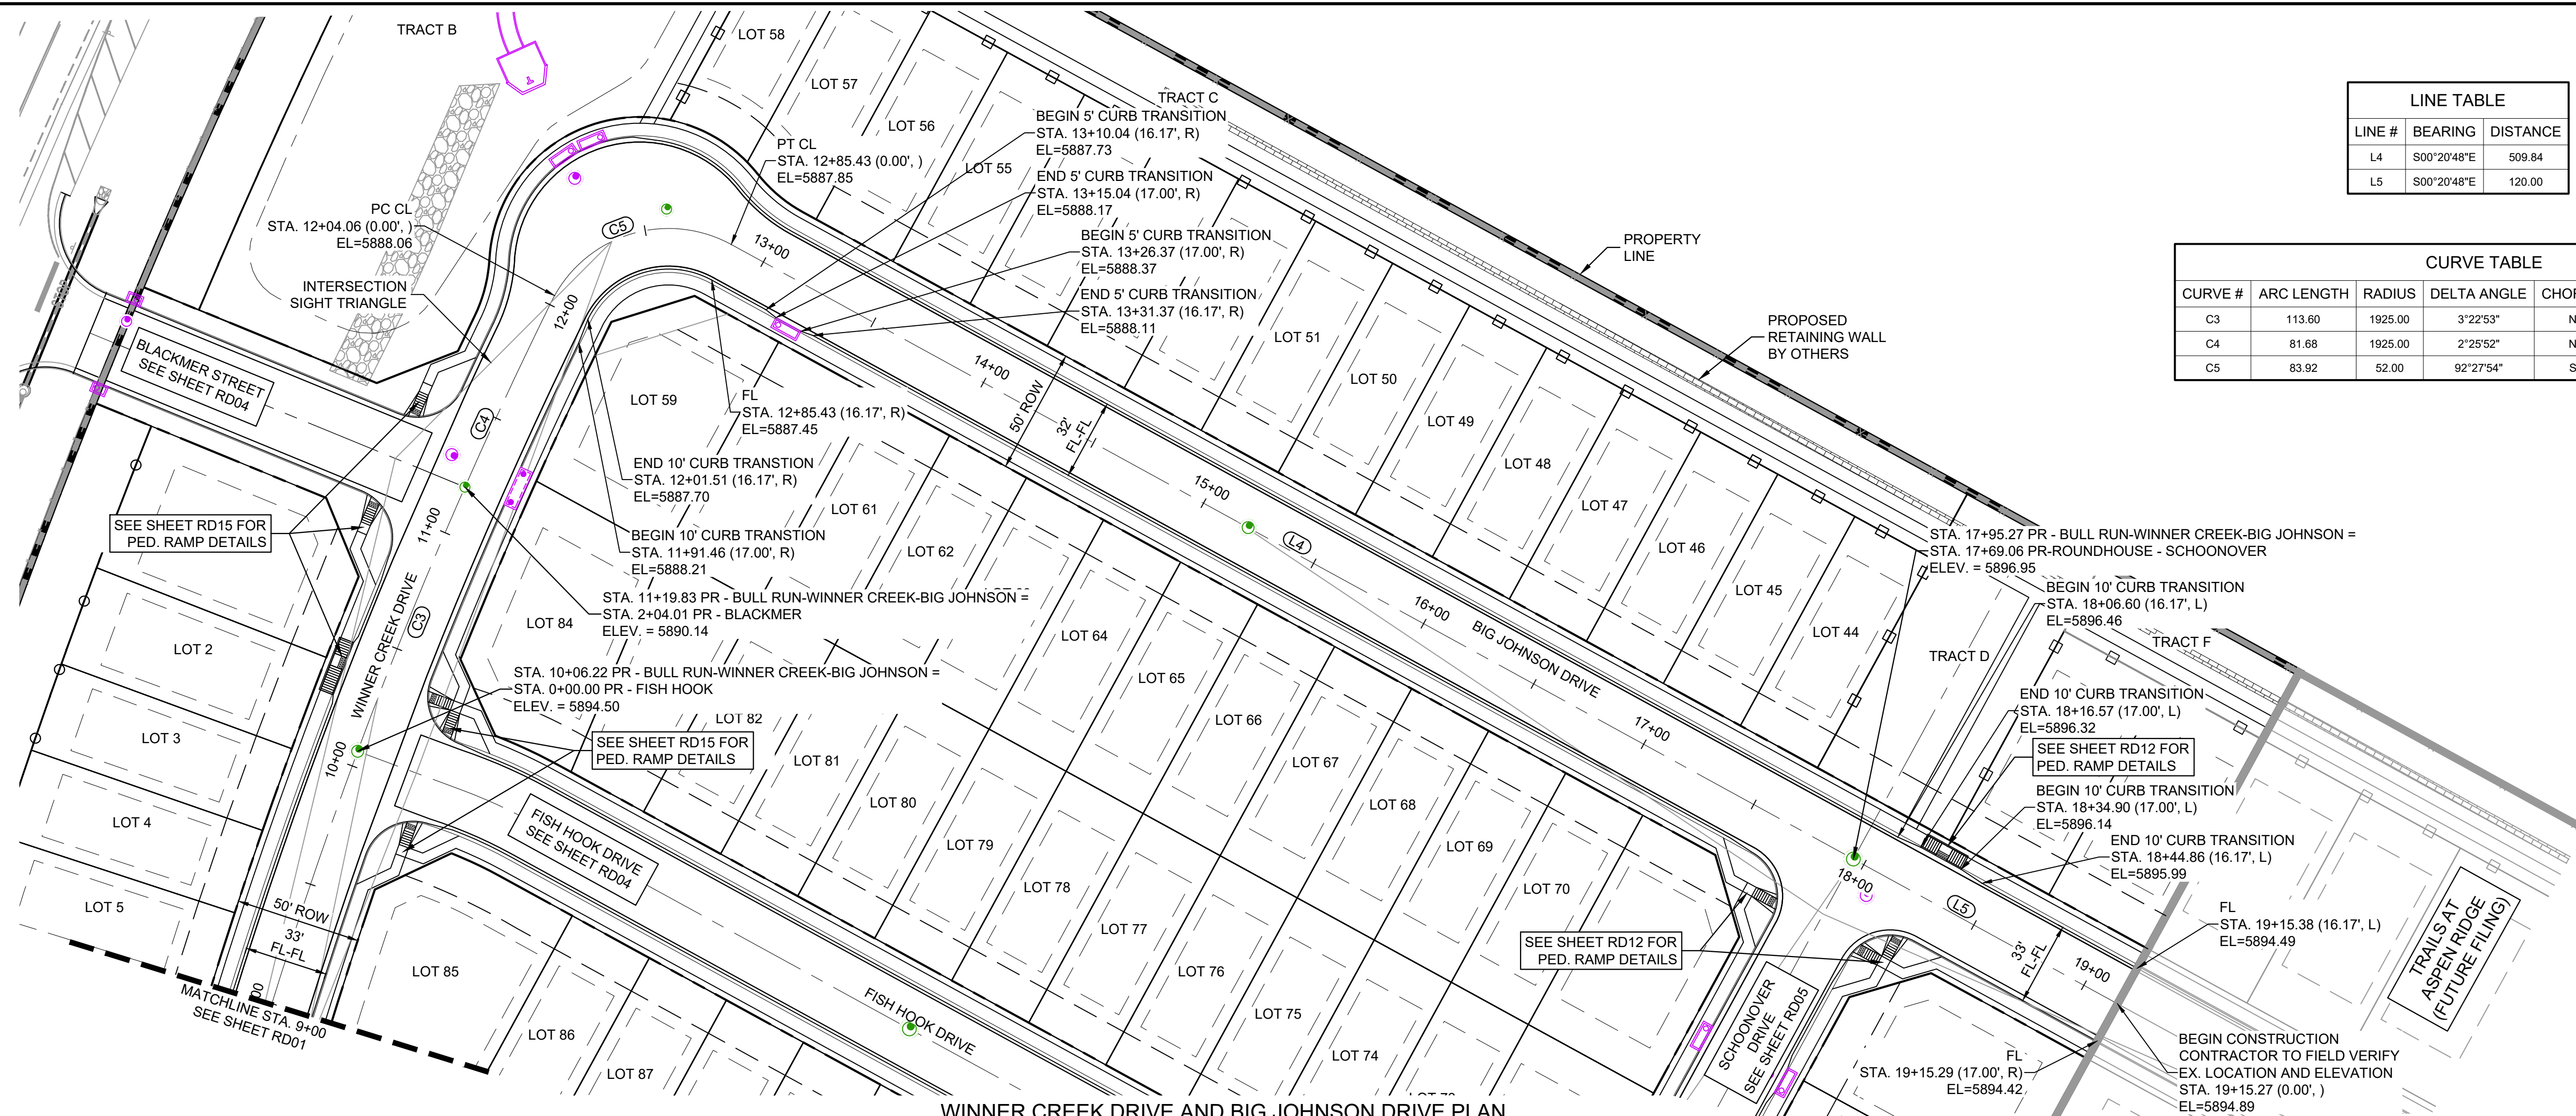 TRACT B
LOT 58
LOT 57
LOT 56
LOT 55
TRACT C
BEGIN 5' CURB TRANSITION
STA. 13+10.04 (16.17', R)
EL=5887.73
END 5' CURB TRANSITION
STA. 13+15.04 (17.00', R)
EL=5888.17
BEGIN 5' CURB TRANSITION
STA. 13+26.37 (17.00', R)
EL=5888.37
END 5' CURB TRANSITION
STA. 13+31.37 (16.17', R)
EL=5888.11
PT CL
STA. 12+85.43 (0.00', )
EL=5887.85
PC CL
STA. 12+04.06 (0.00', )
EL=5888.06
INTERSECTION
SIGHT TRIANGLE
C5
13+00
12+00
14+00
BLACKMER STREET
SEE SHEET RD04
PROPERTY
LINE
PROPOSED
RETAINING WALL
BY OTHERS
LINE TABLE
LINE # BEARING DISTANCE
L4 S00°20'48"E 509.84
L5 S00°20'48"E 120.00
CURVE TABLE
CURVE # ARC LENGTH RADIUS DELTA ANGLE CHOR
C3 113.60 1925.00 3°22'53" N
C4 81.68 1925.00 2°25'52" N
C5 83.92 52.00 92°27'54" S
LOT 51
LOT 50
LOT 49
LOT 48
LOT 47
LOT 46
LOT 45
LOT 44
50' ROW
32'
FL-FL
LOT 59
FL
STA. 12+85.43 (16.17', R)
EL=5887.45
END 10' CURB TRANSTION
STA. 12+01.51 (16.17', R)
EL=5887.70
BEGIN 10' CURB TRANSTION
STA. 11+91.46 (17.00', R)
EL=5888.21
STA. 11+19.83 PR - BULL RUN-WINNER CREEK-BIG JOHNSON =
STA. 2+04.01 PR - BLACKMER
ELEV. = 5890.14
STA. 10+06.22 PR - BULL RUN-WINNER CREEK-BIG JOHNSON =
STA. 0+00.00 PR - FISH HOOK
ELEV. = 5894.50
C4
11+00
C3
WINNER CREEK DRIVE
10+00
SEE SHEET RD15 FOR
PED. RAMP DETAILS
LOT 61
LOT 62
LOT 84
LOT 64
LOT 65
LOT 66
LOT 67
LOT 68
LOT 69
LOT 70
LOT 82
LOT 81
LOT 80
LOT 79
LOT 78
LOT 77
LOT 76
LOT 75
LOT 74
SEE SHEET RD15 FOR
PED. RAMP DETAILS
15+00
L4
16+00
BIG JOHNSON DRIVE
17+00
18+00
L5
19+00
33'
FL-FL
STA. 17+95.27 PR - BULL RUN-WINNER CREEK-BIG JOHNSON =
STA. 17+69.06 PR-ROUNDHOUSE - SCHOONOVER
ELEV. = 5896.95
BEGIN 10' CURB TRANSITION
STA. 18+06.60 (16.17', L)
EL=5896.46
TRACT D
TRACT F
END 10' CURB TRANSITION
STA. 18+16.57 (17.00', L)
EL=5896.32
SEE SHEET RD12 FOR
PED. RAMP DETAILS
BEGIN 10' CURB TRANSITION
STA. 18+34.90 (17.00', L)
EL=5896.14
END 10' CURB TRANSITION
STA. 18+44.86 (16.17', L)
EL=5895.99
FL
STA. 19+15.38 (16.17', L)
EL=5894.49
TRAILS AT
ASPEN RIDGE
(FUTURE FILING)
LOT 2
LOT 3
LOT 4
LOT 5
50' ROW
33'
FL-FL
MATCHLINE STA. 9+00
SEE SHEET RD01
00
FISH HOOK DRIVE
SEE SHEET RD04
LOT 85
LOT 86
LOT 87
FISH HOOK DRIVE
SEE SHEET RD12 FOR
PED. RAMP DETAILS
SCHOONOVER
DRIVE
SEE SHEET RD05
FL
STA. 19+15.29 (17.00', R)
EL=5894.42
BEGIN CONSTRUCTION
CONTRACTOR TO FIELD VERIFY
EX. LOCATION AND ELEVATION
STA. 19+15.27 (0.00', )
EL=5894.89
WINNER CREEK DRIVE AND BIG JOHNSON DRIVE PLAN